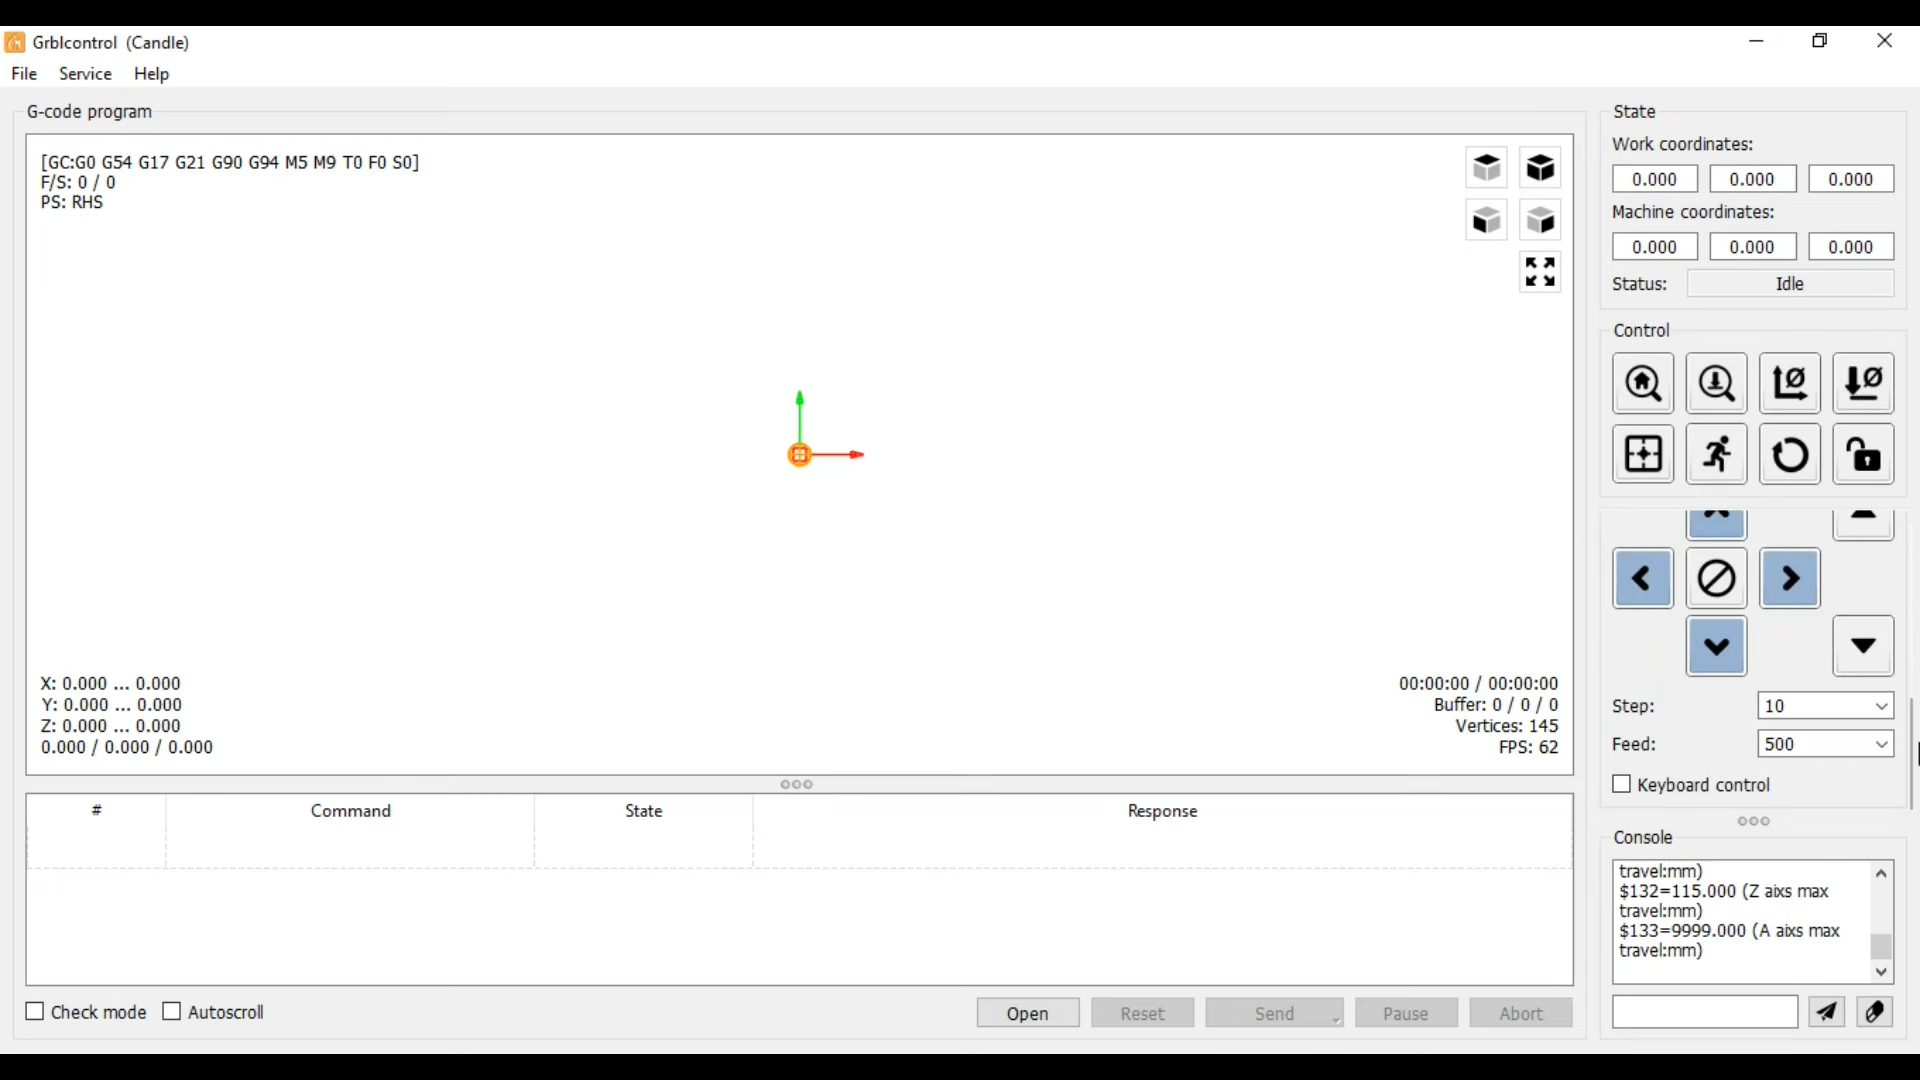 Grblcontrol (Candle)
File Service Help
G-code program
[GC:G0 G54 G17 G21 G90 G94 M5 M9 T0 F0 S0]
F/S: 0 / 0
PS: RHS
X: 0.000 ... 0.000
Y: 0.000 ... 0.000
Z: 0.000 ... 0.000
0.000 / 0.000 / 0.000
00:00:00 / 00:00:00
Buffer: 0 / 0 / 0
Vertices: 145
FPS: 62
# Command State Response
Check mode Autoscroll Open Reset Send Pause Abort
State
Work coordinates:
0.000 0.000 0.000
Machine coordinates:
0.000 0.000 0.000
Status: Idle
Control
Step: 10
Feed: 500
Keyboard control
Console
travel:mm)
$132=115.000 (Z aixs max
travel:mm)
$133=9999.000 (A aixs max
travel:mm)